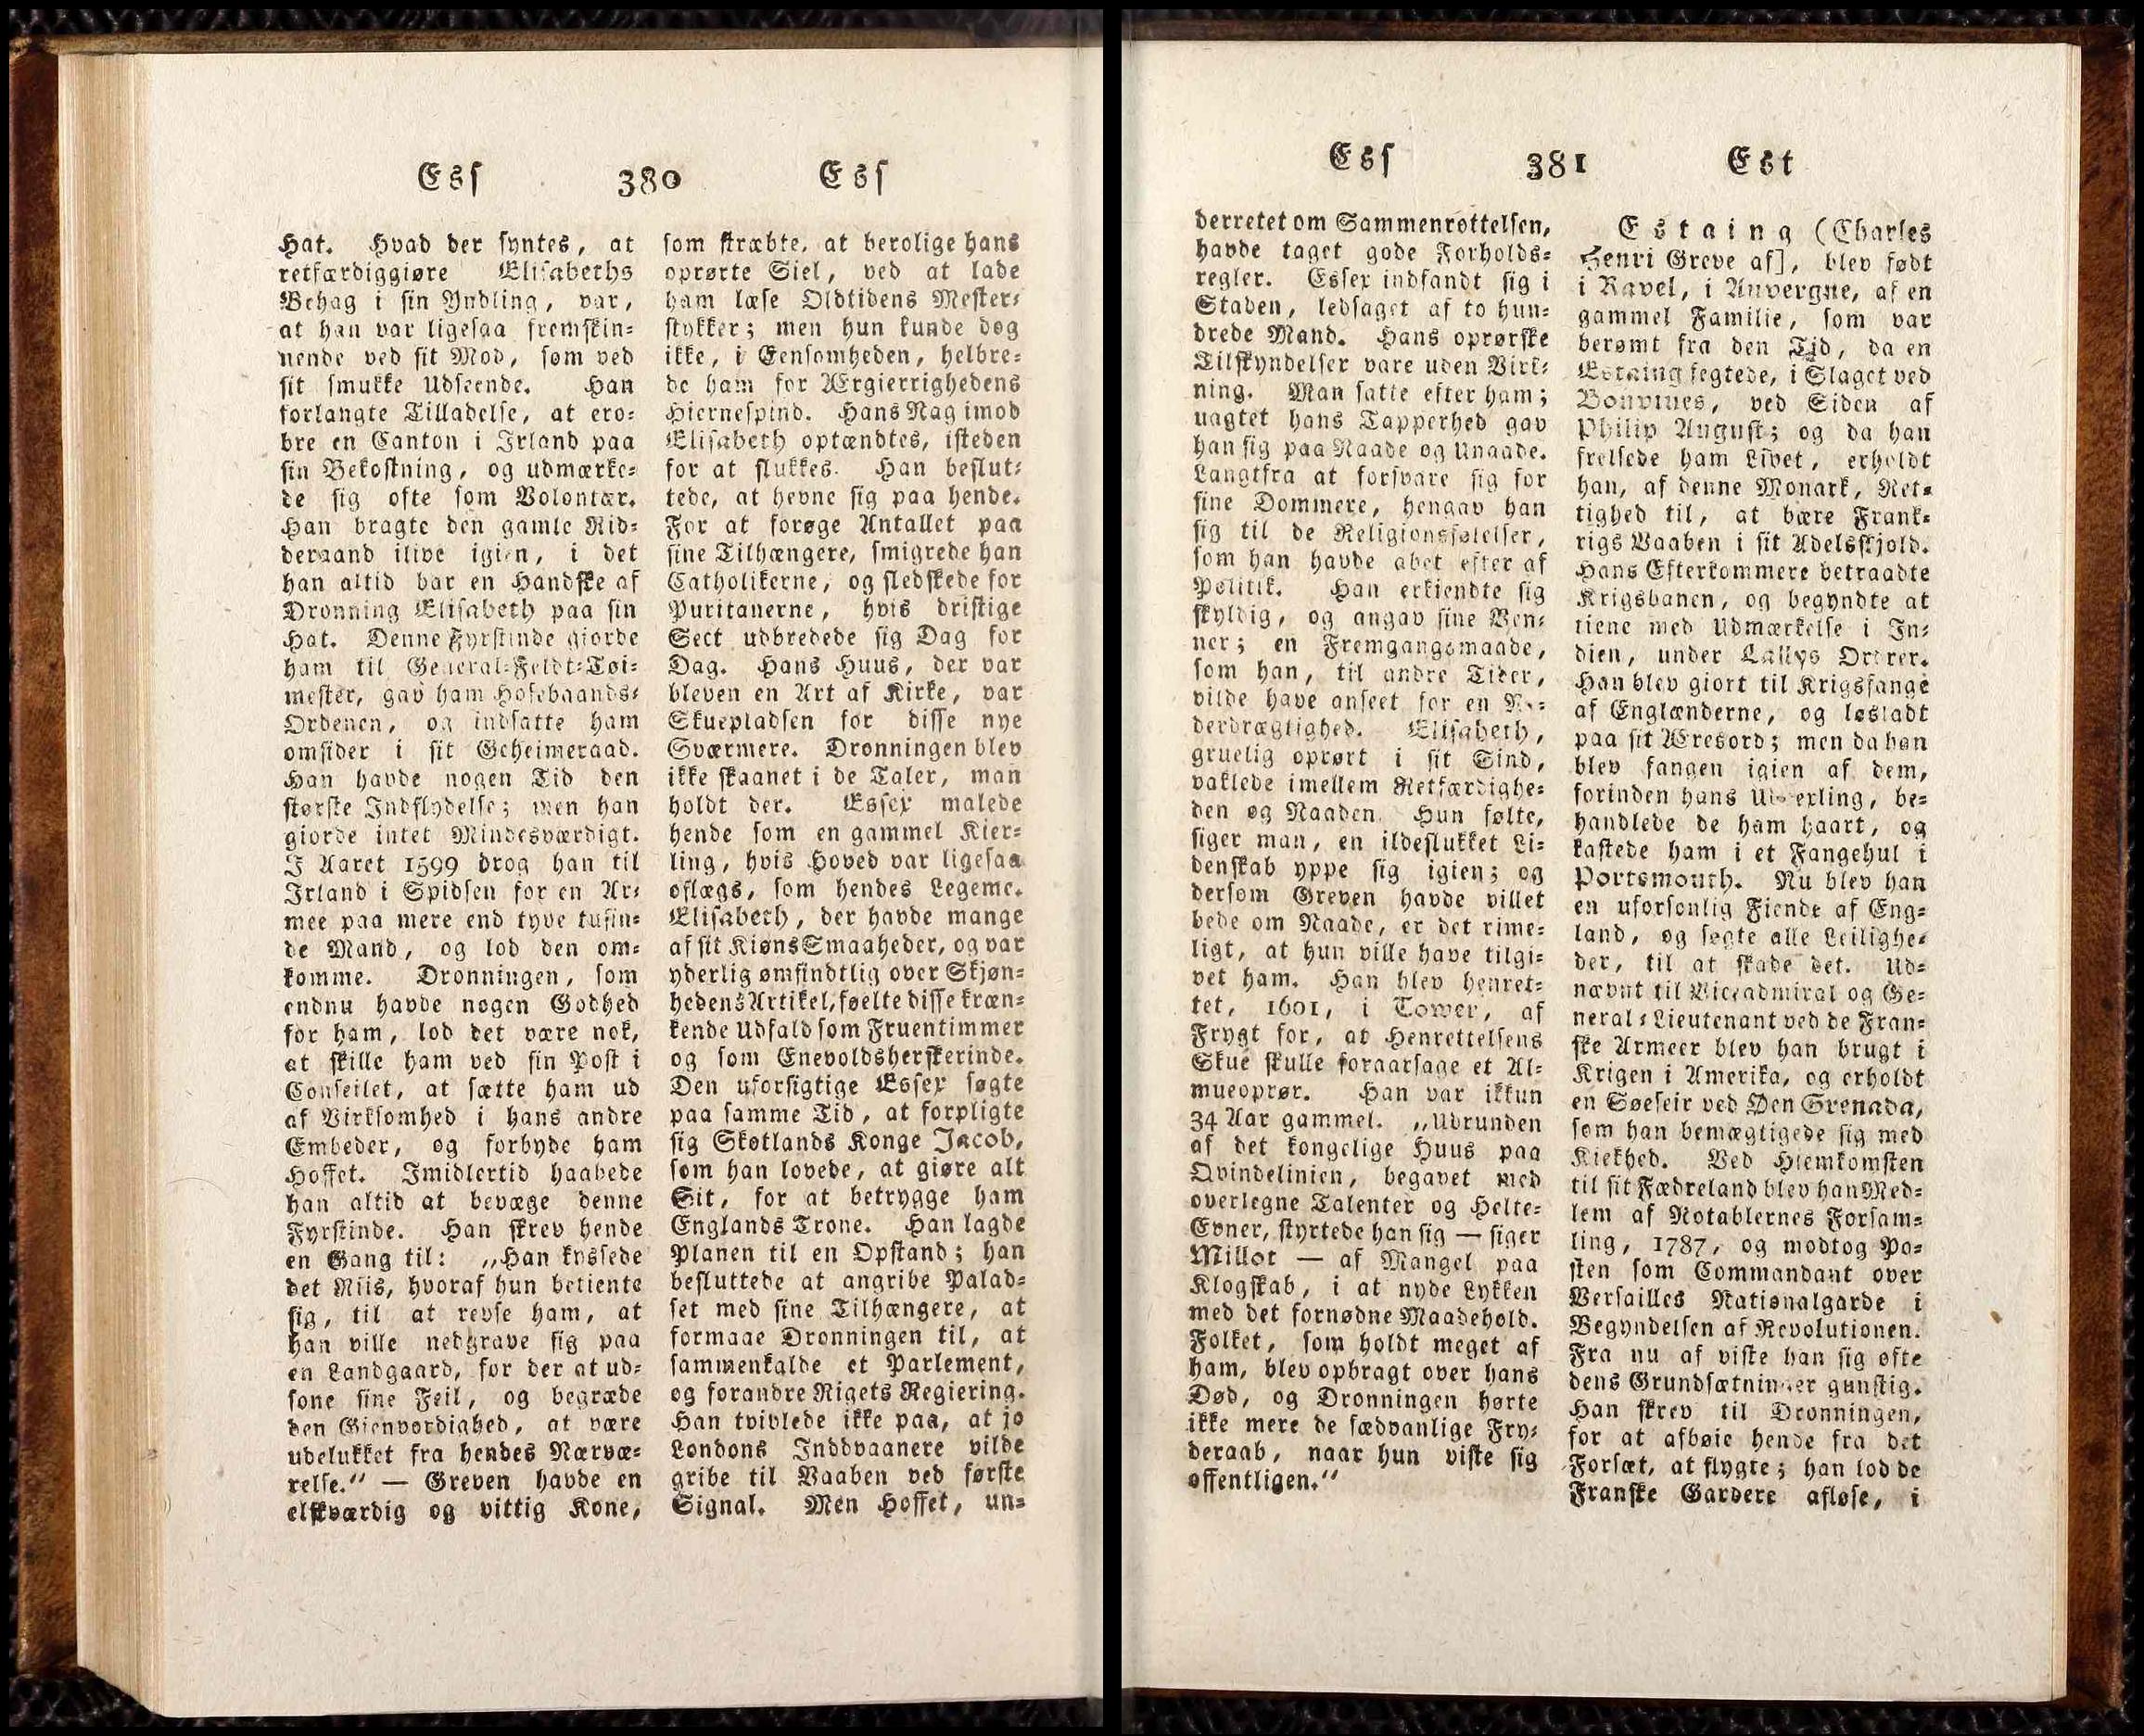 Ess 380 Ess
Hat. Hvad der syntes, at
retfærdiggiøre Elisabeths
Behag i sin Yndling, var,
at han var ligesaa fremskin-
nende ved sit Mod, som ved
sit smukke Udseende. Han
forlangte Tilladelse, at ero-
bre en Canton i Irland paa
sin Bekostning, og udmærke-
de sig ofte som Volontær.
Han bragte den gamle Rid-
deraand ilive igien, i det
han altid bar en Handske af
Dronning Elisabeth paa sin
Hat. Denne Fyrstinde giorde
ham til General-Feldt-Tøi-
mester, gav ham Hosebaands-
Ordenen, og indsatte ham
omsider i sit Geheimeraad.
Han havde nogen Tid den
største Indflydelse; men han
giorde intet Mindesværdigt.
I Aaret 1599 drog han til
Irland i Spidsen for en Ar-
mee paa mere end tyve tusin-
de Mand, og lod den om-
komme. Dronningen, som
endnu havde nogen Godhed
for ham, lod det være nok,
at skille ham ved sin Post i
Conseilet, at sætte ham ud
af Virksomhed i hans andre
Embeder, og forbyde ham
Hoffet. Imidlertid haabede
han altid at bevæge denne
Fyrstinde. Han skrev hende
en Gang til: „Han kyssede
det Riis, hvoraf hun betiente
sig, til at revse ham, at
han ville nedgrave sig paa
en Landgaard, for der at ud-
sone sine Feil, og begræde
den Gienvordighed, at være
udelukket fra hendes Nærvæ-
relse.“ — Greven havde en
elskværdig og vittig Kone,
som stræbte, at berolige hans
oprørte Siel, ved at lade
ham læse Oldtidens Mester-
stykker; men hun kunde dog
ikke, i Eensomheden, helbre-
de ham for Ærgierrighedens
Hiernespind. Hans Nag imod
Elisabeth optændtes, isteden
for at slukkes. Han beslut-
tede, at hevne sig paa hende.
For at forøge Antallet paa
sine Tilhængere, smigrede han
Catholikerne, og sledskede for
Puritanerne, hvis dristige
Sect udbredede sig Dag for
Dag. Hans Huus, der var
bleven en Art af Kirke, var
Skuepladsen for disse nye
Sværmere. Dronningen blev
ikke skaanet i de Taler, man
holdt der. Essex malede
hende som en gammel Kier-
ling, hvis Hoved var ligesaa
eflægs, som hendes Legeme.
Elisabeth, der havde mange
af sit Kiøns Smaaheder, og var
yderlig ømfindtlig over Skjøn-
hedens Artikel, føelte disse kræn-
kende Udfald som Fruentimmer
og som Enevoldsherskerinde.
Den uforsigtige Essex søgte
paa samme Tid, at forpligte
sig Skotlands Konge Jacob,
som han lovede, at giøre alt
Sit, for at betrygge ham
Englands Trone. Han lagde
Planen til en Opstand; han
besluttede at angribe Palad-
set med sine Tilhængere, at
formaae Dronningen til, at
sammenkalde et Parlement,
og forandre Rigets Regiering.
Han tvivlede ikke paa, at jo
Londons Inddvaanere vilde
gribe til Vaaben ved første
Signal. Men Hoffet, un-
Ess 381 Est
derretet om Sammenrottelsen,
havde taget gode Forholds-
regler. Essex indfandt sig i
Staden, ledsaget af to hun-
drede Mand. Hans oprørske
Tilskyndelser vare uden Virk-
ning. Man satte efter ham;
uagtet hans Tapperhed gav
han sig paa Naade og Unaade.
Langtfra at forsvare sig for
sine Dommere, hengav han
sig til de Religionsfølelser,
som han havde abet efter af
Politik. Han erkiendte sig
skyldig, og angav sine Ven-
ner; en Fremgangsmaade,
som han, til andre Tider,
vilde have anseet for en Ne-
derdrægtighed. Elisabeth,
gruelig oprørt i sit Sind,
vaklede imellem Retfærdighe-
den og Naaden. Hun følte,
siger man, en ildeslukket Li-
denskab yppe sig igien; og
dersom Greven havde villet
bede om Naade, er det rime-
ligt, at hun ville have tilgi-
vet ham. Han blev henret-
tet, 1601, i Tower, af
Frygt for, at Henrettelsens
Skue skulle foraarsage et Al-
mueoprør. Han var ikkun
34 Aar gammel. „Udrunden
af det kongelige Huus paa
Qvindelinien, begavet med
overlegne Talenter og Helte-
Evner, styrtede han sig — siger
Millot — af Mangel paa
Klogskab, i at nyde Lykken
med det fornødne Maadehold.
Folket, som holdt meget af
ham, blev opbragt over hans
Død, og Dronningen hørte
ikke mere de sædvanlige Fry-
deraab, naar hun viste sig
offentligen.“
Estaing (Charles
Henri Greve af], blev født
i Ravel, i Auvergne, af en
gammel Familie, som var
berømt fra den Tid, da en
Estaing fegtede, i Slaget ved
Bouvines, ved Siden af
Philip August; og da han
frelsede ham Livet, erholdt
han, af denne Monark, Ret-
tighed til, at bære Frank-
rigs Vaaben i sit Adelsskjold.
Hans Efterkommere betraadte
Krigsbanen, og begyndte at
tiene med Udmærkelse i In-
dien, under Lallys Ordrer.
Han blev giort til Krigsfange
af Englænderne, og løsladt
paa sit Æresord; men da han
blev fangen igien af dem,
forinden hans Udvexling, be-
handlede de ham haart, og
kastede ham i et Fangehul i
Portsmouth. Nu blev han
en uforsonlig Fiende af Eng-
land, og søgte alle Leilighe-
der, til at skade det. Ud-
nævnt til Viceadmiral og Ge-
neral-Lieutenant ved de Fran-
ske Armeer blev han brugt i
Krigen i Amerika, og erholdt
en Søeseir ved Øen Grenada,
som han bemægtigede sig med
Kiekhed. Ved Hiemkomsten
til sit Fædreland blev han Med-
lem af Notablernes Forsam-
ling, 1787, og modtog Po-
sten som Commandant over
Versailles Nationalgarde i
Begyndelsen af Revolutionen.
Fra nu af viste han sig ofte
dens Grundsætninger gunstig.
Han skrev til Dronningen,
for at afbøie hende fra det
Forsæt, at flygte; han lod de
Franske Gardere afløse, i